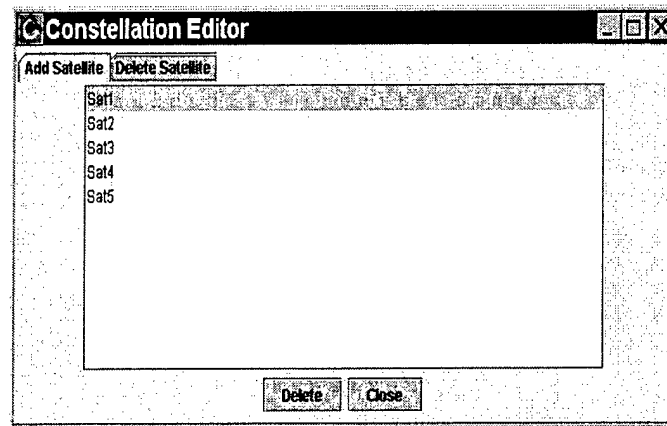 Constellation Editor
Add Satellite Delete Satellite
Sat1
Sat2
Sat3
Sat4
Sat5
Delete Close